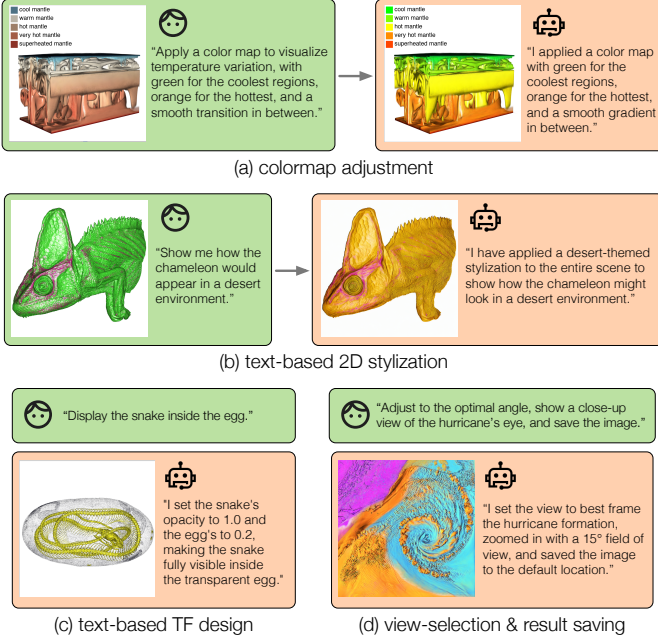 cool mantle
warm mantle
hot mantle
very hot mantle
superheated mantle
“Apply a color map to visualize
temperature variation, with
green for the coolest regions,
orange for the hottest, and a
smooth transition in between.”
cool mantle
warm mantle
hot mantle
very hot mantle
superheated mantle
“I applied a color map
with green for the
coolest regions,
orange for the hottest,
and a smooth gradient
in between.”
(a) colormap adjustment
“Show me how the
chameleon would
appear in a desert
environment.”
“I have applied a desert-themed
stylization to the entire scene to
show how the chameleon might
look in a desert environment.”
(b) text-based 2D stylization
“Display the snake inside the egg.”
"I set the snake's
opacity to 1.0 and
the egg's to 0.2,
making the snake
fully visible inside
the transparent egg."
(c) text-based TF design
“Adjust to the optimal angle, show a close-up
view of the hurricane’s eye, and save the image.”
“I set the view to best frame
the hurricane formation,
zoomed in with a 15° field of
view, and saved the image
to the default location.”
(d) view-selection & result saving